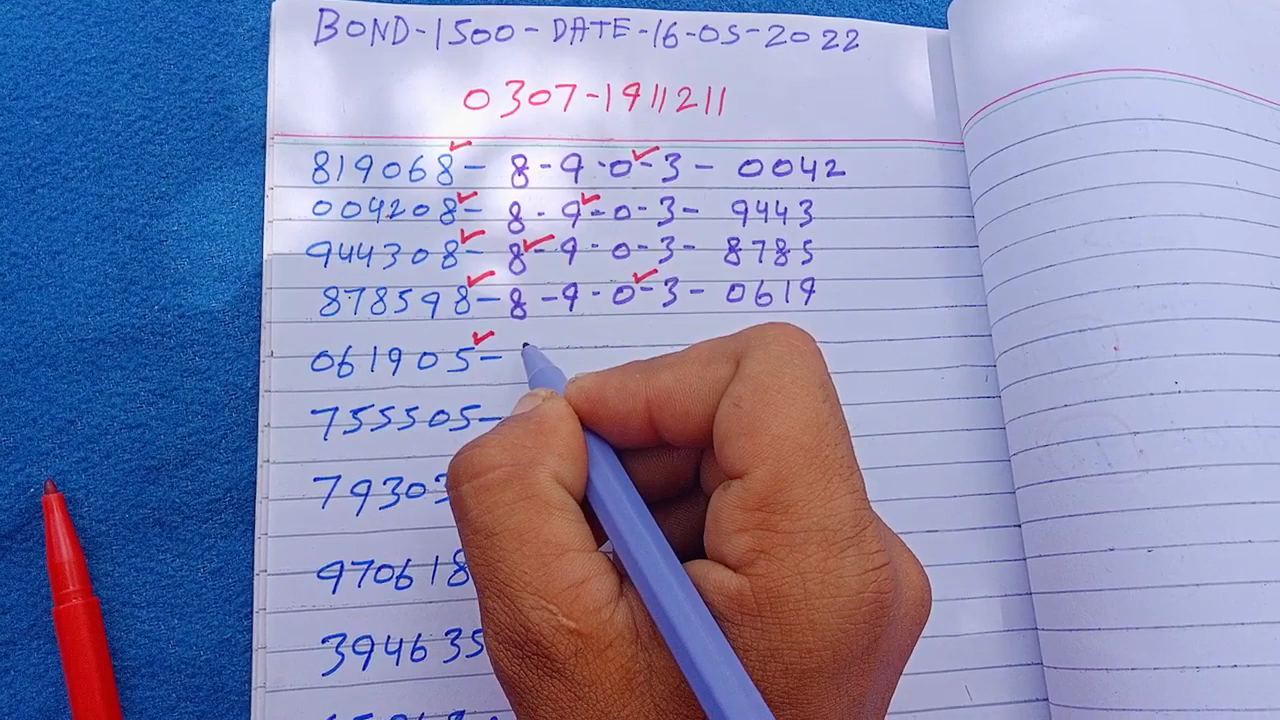 BOND-1500-DATE-16-05-2022
0307-1911211
819068- 8-9-0-3- 0042
004208- 8-9-0-3- 9443
944308- 8-9-0-3- 8785
878598- 8-9-0-3- 0619
061905-
755505-
79303
970618
394635